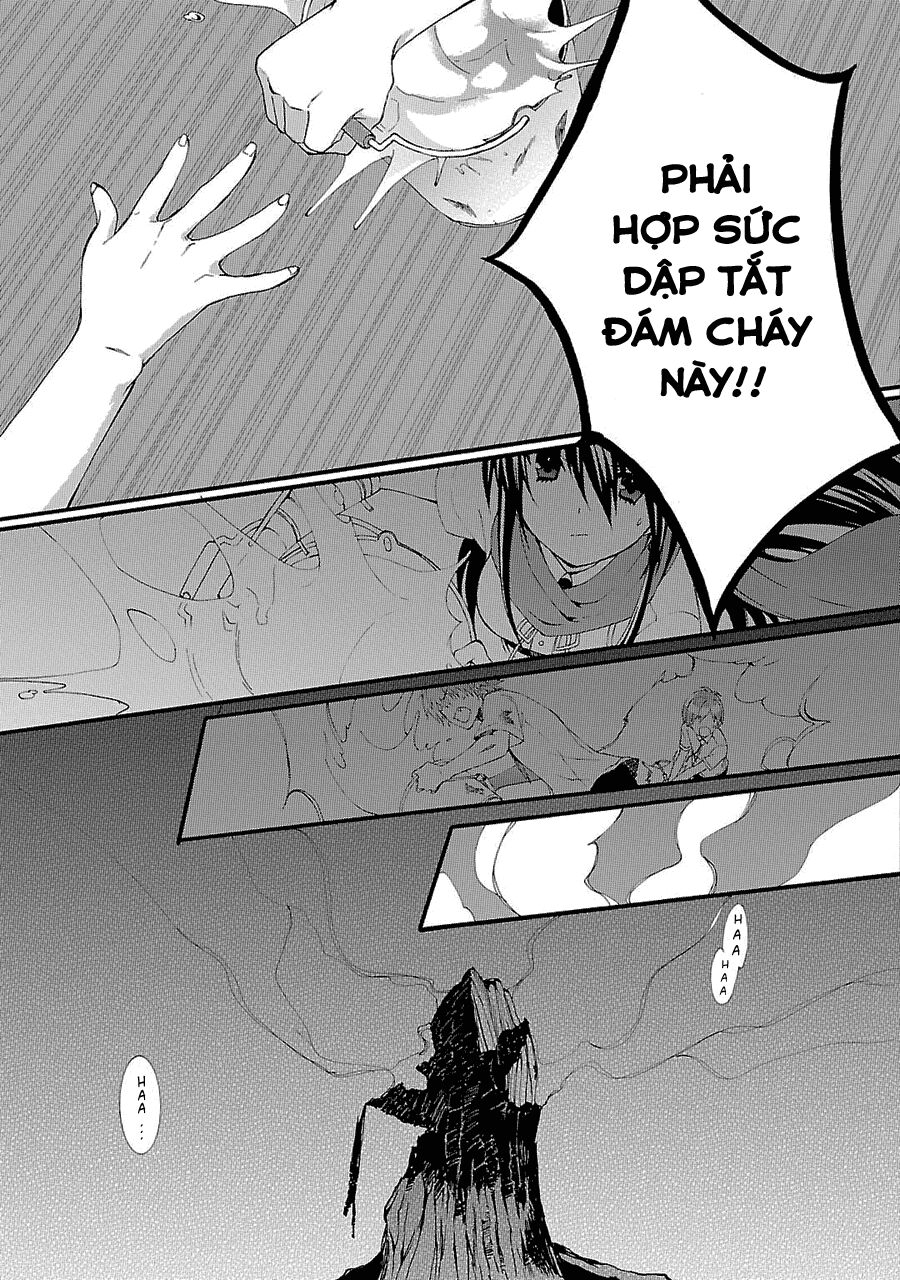 PHẢI
HỢP SỨC
DẬP TẮT
ĐÁM CHÁY
NÀY!!
HAA
HAA
HAA...